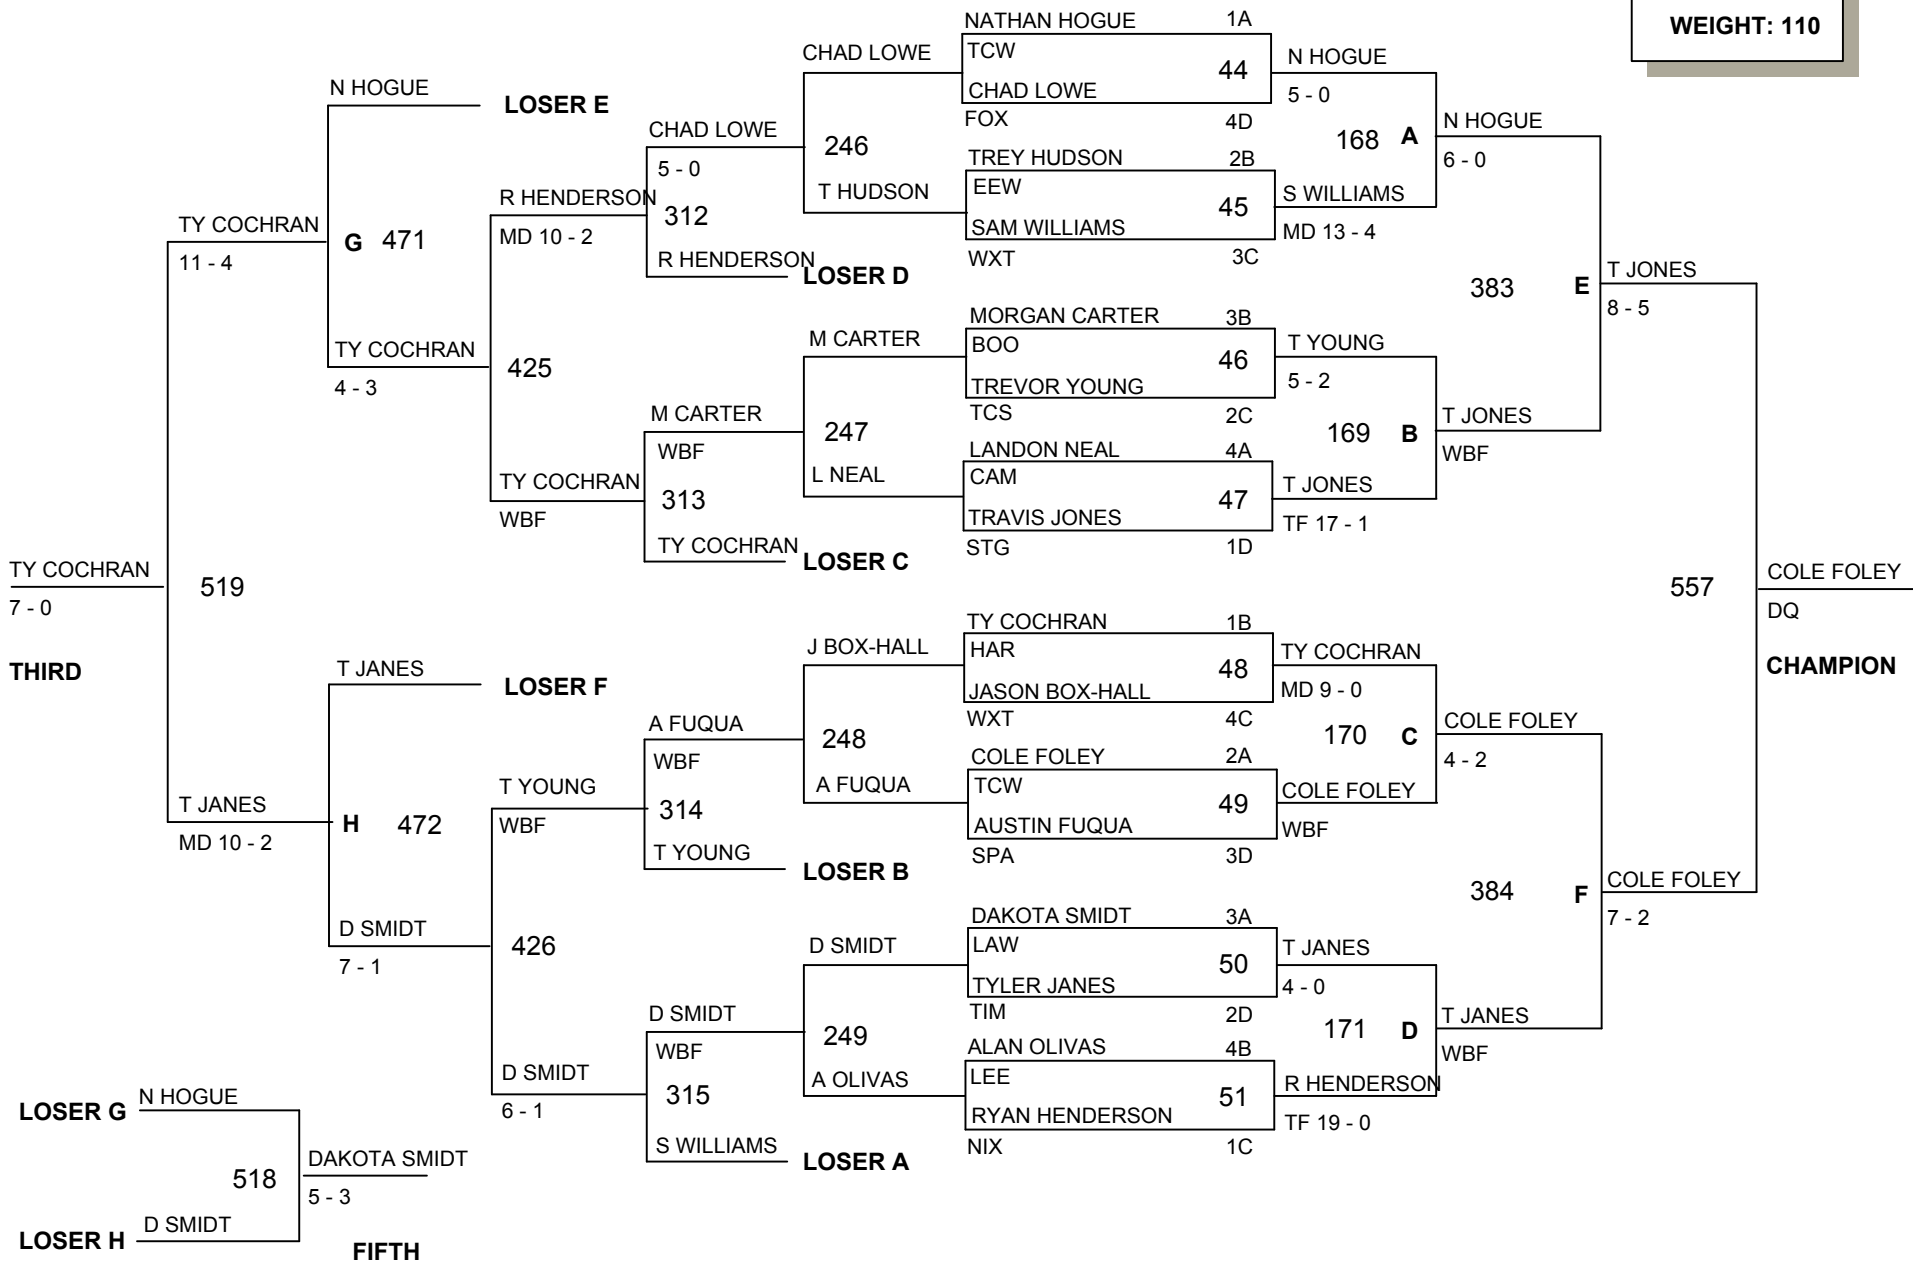 WEIGHT: 110
NATHAN HOGUE 1A
TCW
44
CHAD LOWE
FOX 4D
TREY HUDSON 2B
EEW
45
SAM WILLIAMS
WXT 3C
MORGAN CARTER 3B
BOO
46
TREVOR YOUNG
TCS 2C
LANDON NEAL 4A
CAM
47
TRAVIS JONES
STG 1D
TY COCHRAN 1B
HAR
48
JASON BOX-HALL
WXT 4C
COLE FOLEY 2A
TCW
49
AUSTIN FUQUA
SPA 3D
DAKOTA SMIDT 3A
LAW
50
TYLER JANES
TIM 2D
ALAN OLIVAS 4B
LEE
51
RYAN HENDERSON
NIX 1C
N HOGUE
5 - 0
168 A
S WILLIAMS
MD 13 - 4
T YOUNG
5 - 2
169 B
T JONES
TF 17 - 1
TY COCHRAN
MD 9 - 0
170 C
COLE FOLEY
WBF
T JANES
4 - 0
171 D
R HENDERSON
TF 19 - 0
N HOGUE
6 - 0
383 E
T JONES
WBF
COLE FOLEY
4 - 2
384 F
T JANES
WBF
T JONES
8 - 5
557
COLE FOLEY
7 - 2
COLE FOLEY
DQ
CHAMPION
CHAD LOWE
246
T HUDSON
M CARTER
247
L NEAL
J BOX-HALL
248
A FUQUA
D SMIDT
249
A OLIVAS
CHAD LOWE
5 - 0
312
R HENDERSON
LOSER D
M CARTER
WBF
313
TY COCHRAN
LOSER C
A FUQUA
WBF
314
T YOUNG
LOSER B
D SMIDT
WBF
315
S WILLIAMS
LOSER A
R HENDERSON
MD 10 - 2
425
TY COCHRAN
WBF
T YOUNG
WBF
426
D SMIDT
6 - 1
N HOGUE
LOSER E
G 471
TY COCHRAN
4 - 3
T JANES
LOSER F
H 472
D SMIDT
7 - 1
TY COCHRAN
11 - 4
519
T JANES
MD 10 - 2
TY COCHRAN
7 - 0
THIRD
LOSER G
N HOGUE
518
LOSER H
D SMIDT
DAKOTA SMIDT
5 - 3
FIFTH